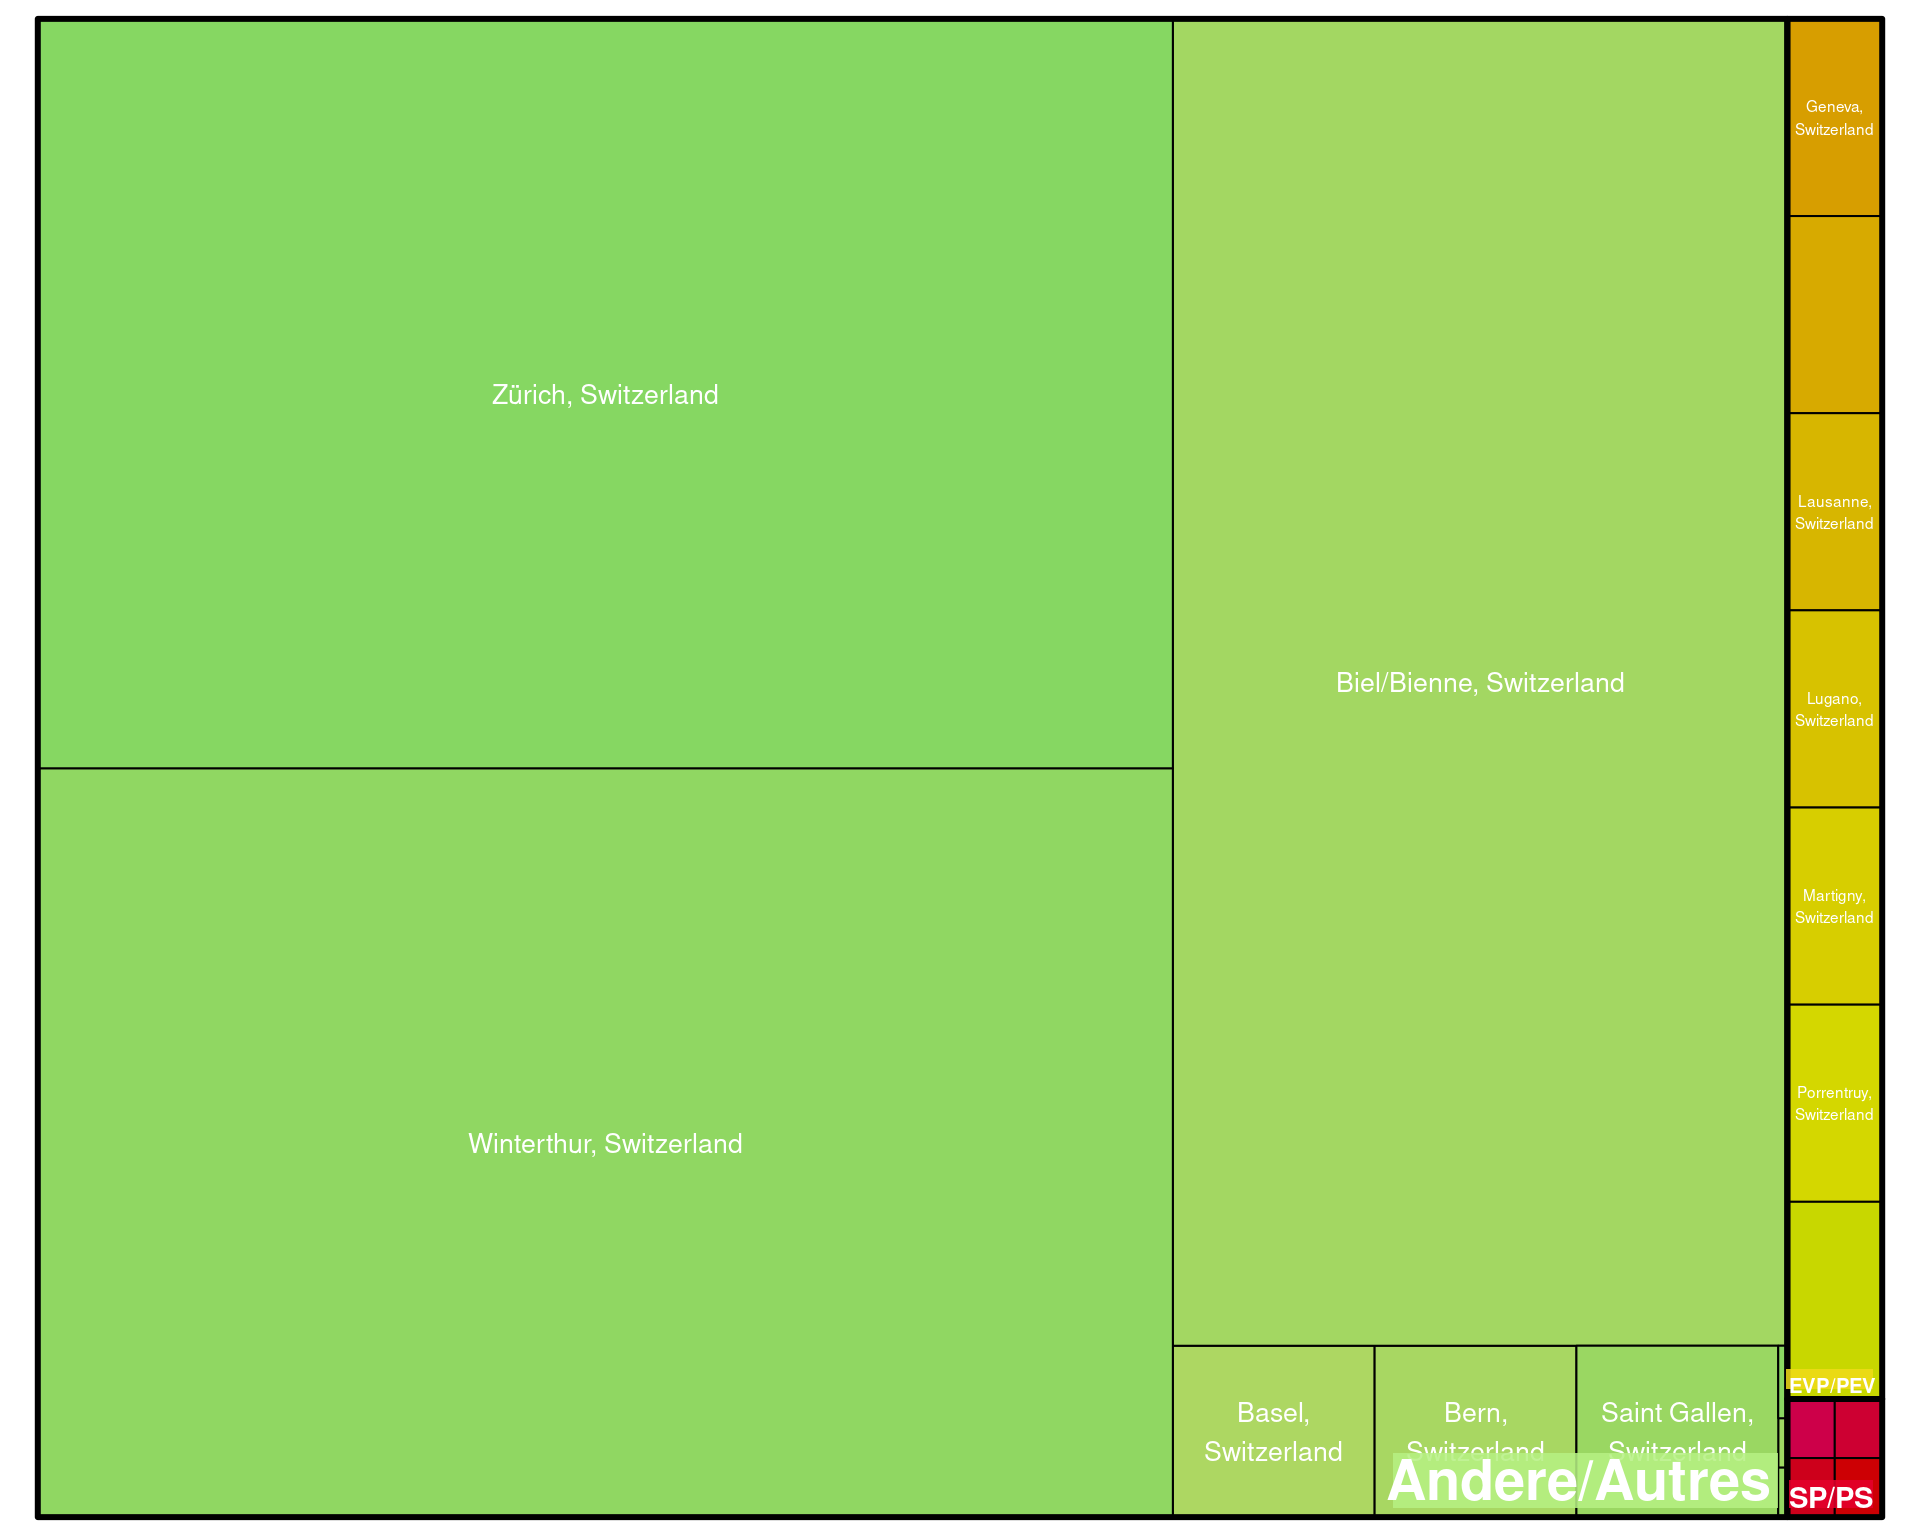 Zürich, Switzerland
Winterthur, Switzerland
Biel/Bienne, Switzerland
Basel,
Switzerland
Bern,
Switzerland
Saint Gallen,
Switzerland
Andere/Autres
Geneva,
Switzerland
Lausanne,
Switzerland
Lugano,
Switzerland
Martigny,
Switzerland
Porrentruy,
Switzerland
EVP/PEV
SP/PS